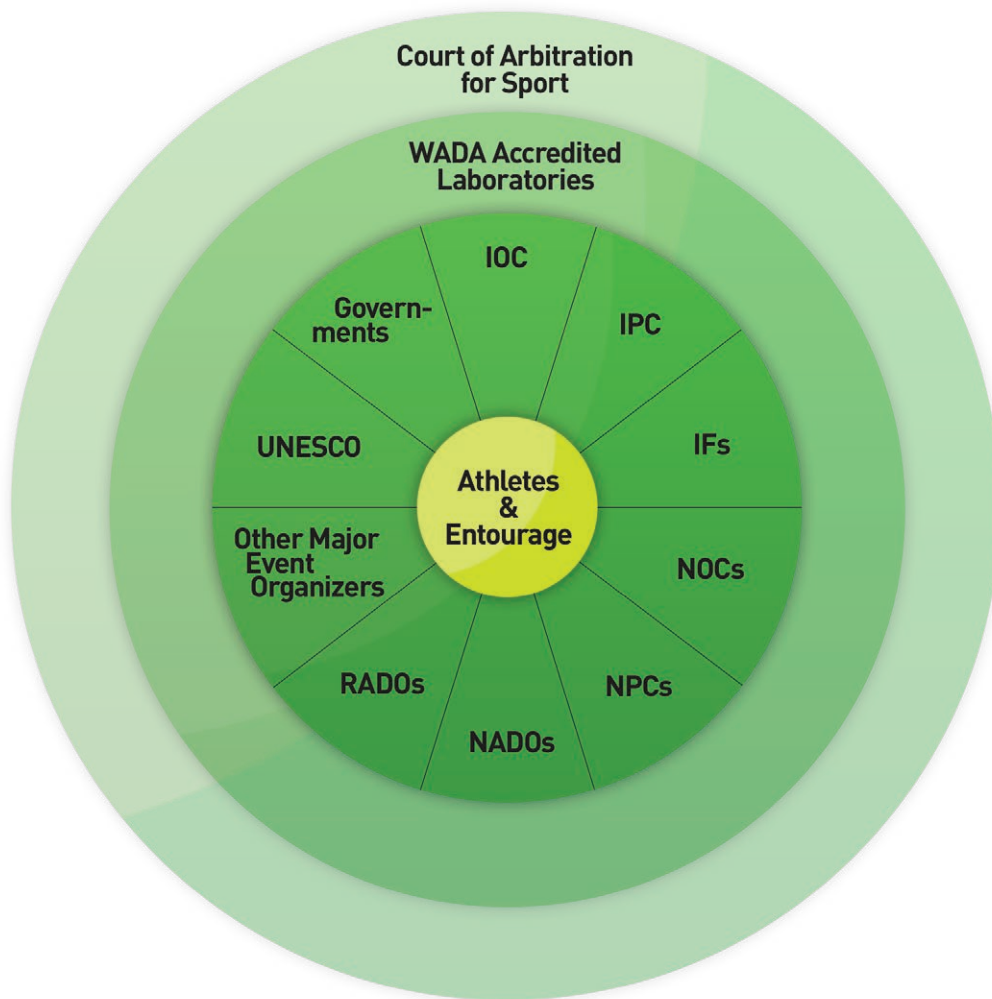 Court of Arbitration
for Sport
WADA Accredited
Laboratories
IOC
Govern-
ments
IPC
UNESCO
IFs
Athletes
&
Entourage
Other Major
Event
Organizers
NOCs
RADOs
NPCs
NADOs